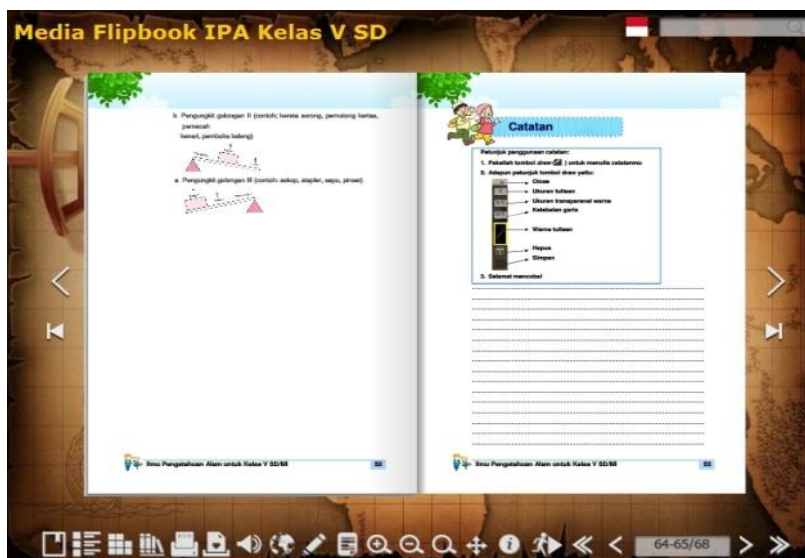 Media Flipbook IPA Kelas V SD
b Pengungkit golongan II (contoh: kereta sorong, pemotong kertas,
pemecah
kemiri, pembuka kaleng)
c Pengungkit golongan III (contoh: sekop, stapler, sapu, pinset)
Ilmu Pengetahuan Alam untuk Kelas V SD/MI
52
Catatan
Petunjuk penggunaan catatan:
1. Pakailah tombol draw ( ) untuk menulis catatanmu
2. Adapun petunjuk tombol draw yaitu:
Close
Ukuran tulisan
Ukuran transparansi warna
Ketebalan garis
Warna tulisan
Hapus
Simpan
3. Selamat mencoba!
Ilmu Pengetahuan Alam untuk Kelas V SD/MI
53
64-65/68